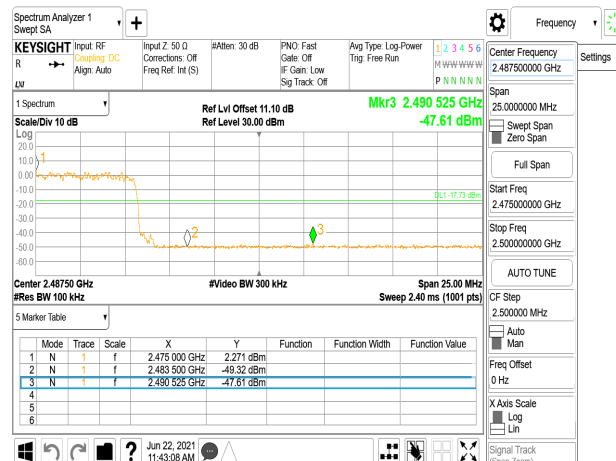 Spectrum Analyzer 1
Swept SA
Frequency
KEYSIGHT Input: RF Input Z: 50 Ω #Atten: 30 dB PNO: Fast Avg Type: Log-Power 1 2 3 4 5 6
R Coupling: DC Corrections: Off Gate: Off Trig: Free Run M W W W W W
Align: Auto Freq Ref: Int (S) IF Gain: Low
Sig Track: Off P N N N N N
LXI
1 Spectrum
Ref Lvl Offset 11.10 dB Mkr3 2.490 525 GHz
Scale/Div 10 dB Ref Level 30.00 dBm -47.61 dBm
Log
20.0
10.0
0.00
-10.0
-20.0
-30.0
-40.0
-50.0
-60.0
1
2
3
DL1 -17.73 dBm
Center 2.48750 GHz #Video BW 300 kHz Span 25.00 MHz
#Res BW 100 kHz Sweep 2.40 ms (1001 pts)
5 Marker Table
Mode Trace Scale X Y Function Function Width Function Value
1 N 1 f 2.475 000 GHz 2.271 dBm
2 N 1 f 2.483 500 GHz -49.32 dBm
3 N 1 f 2.490 525 GHz -47.61 dBm
4
5
6
?
Jun 22, 2021
11:43:08 AM
Center Frequency
2.487500000 GHz
Settings
Span
25.0000000 MHz
Swept Span
Zero Span
Full Span
Start Freq
2.475000000 GHz
Stop Freq
2.500000000 GHz
AUTO TUNE
CF Step
2.500000 MHz
Auto
Man
Freq Offset
0 Hz
X Axis Scale
Log
Lin
Signal Track
(Span Zoom)